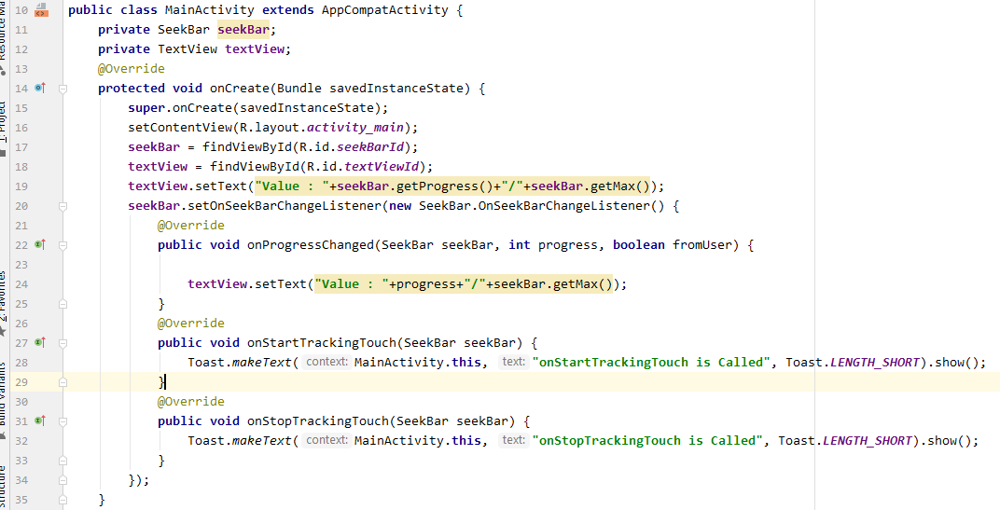 10 public class MainActivity extends AppCompatActivity {
11 private SeekBar seekBar;
12 private TextView textView;
13 @Override
14 protected void onCreate(Bundle savedInstanceState) {
15 super.onCreate(savedInstanceState);
16 setContentView(R.layout.activity_main);
17 seekBar = findViewById(R.id.seekBarId);
18 textView = findViewById(R.id.textViewId);
19 textView.setText("Value : "+seekBar.getProgress()+"/"+seekBar.getMax());
20 seekBar.setOnSeekBarChangeListener(new SeekBar.OnSeekBarChangeListener() {
21 @Override
22 public void onProgressChanged(SeekBar seekBar, int progress, boolean fromUser) {
23
24 textView.setText("Value : "+progress+"/"+seekBar.getMax());
25 }
26 @Override
27 public void onStartTrackingTouch(SeekBar seekBar) {
28 Toast.makeText( context: MainActivity.this, text: "onStartTrackingTouch is Called", Toast.LENGTH_SHORT).show();
29 }
30 @Override
31 public void onStopTrackingTouch(SeekBar seekBar) {
32 Toast.makeText( context: MainActivity.this, text: "onStopTrackingTouch is Called", Toast.LENGTH_SHORT).show();
33 }
34 });
35 }
1: Project
2: Favorites
Build Variants